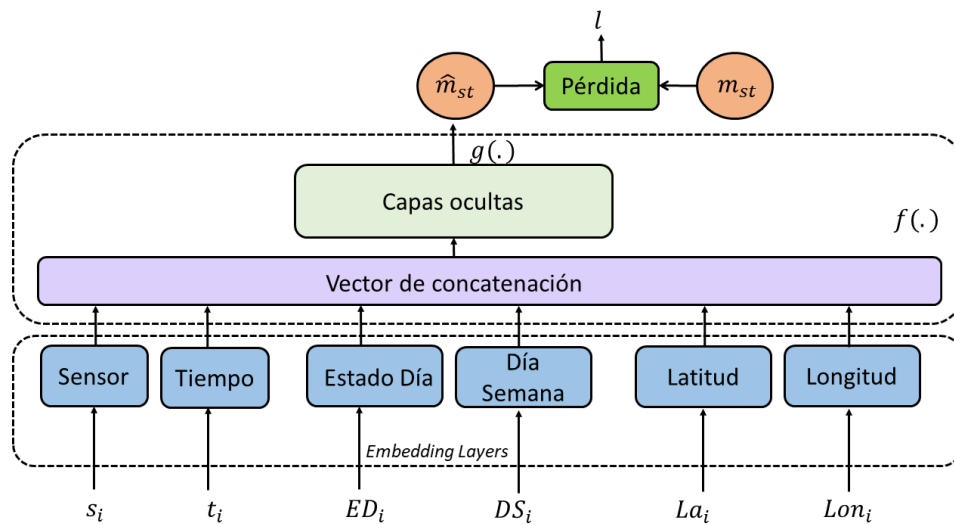 l
m̂_st
Pérdida
m_st
g(.)
Capas ocultas
f(.)
Vector de concatenación
Sensor
Tiempo
Estado Día
Día
Semana
Latitud
Longitud
Embedding Layers
s_i
t_i
ED_i
DS_i
La_i
Lon_i